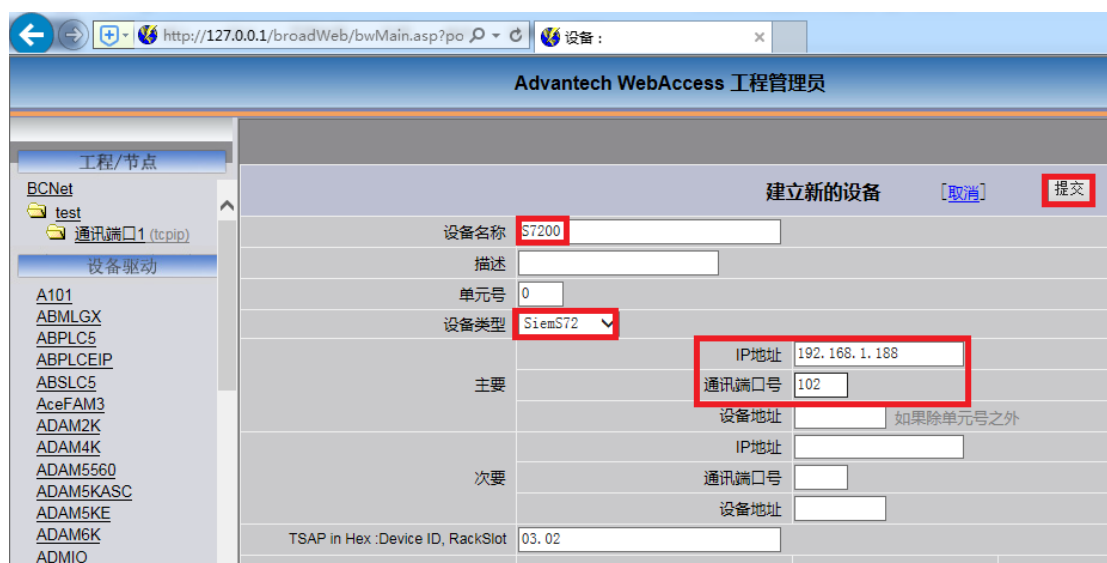 http://127.0.0.1/broadWeb/bwMain.asp?po
设备 :
Advantech WebAccess 工程管理员
工程/节点
BCNet
test
通讯端口1 (tcpip)
设备驱动
A101
ABMLGX
ABPLC5
ABPLCEIP
ABSLC5
AceFAM3
ADAM2K
ADAM4K
ADAM5560
ADAM5KASC
ADAM5KE
ADAM6K
ADMIO
建立新的设备 [取消] 提交
设备名称 S7200
描述
单元号 0
设备类型 SiemS72
主要
IP地址 192.168.1.188
通讯端口号 102
设备地址 如果除单元号之外
次要
IP地址
通讯端口号
设备地址
TSAP in Hex :Device ID, RackSlot 03.02